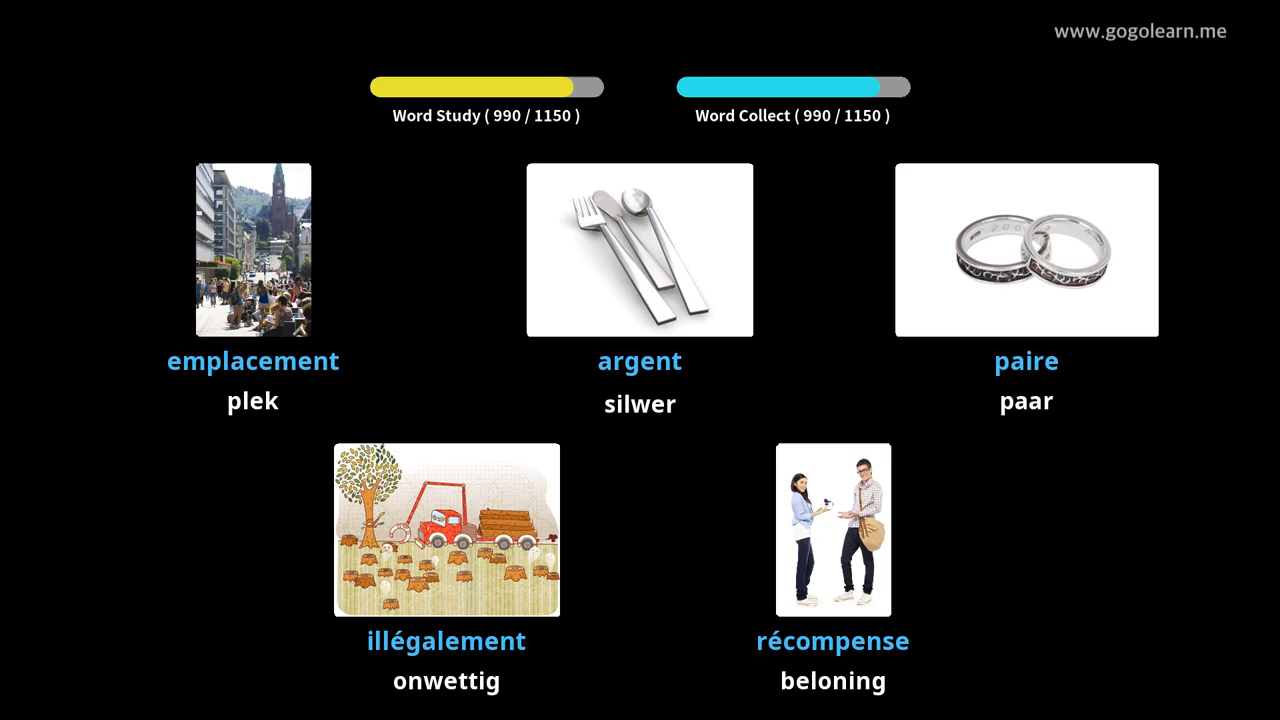 www.gogolearn.me
Word Study ( 990 / 1150 )
Word Collect ( 990 / 1150 )
emplacement
plek
argent
silwer
paire
paar
illégalement
onwettig
récompense
beloning